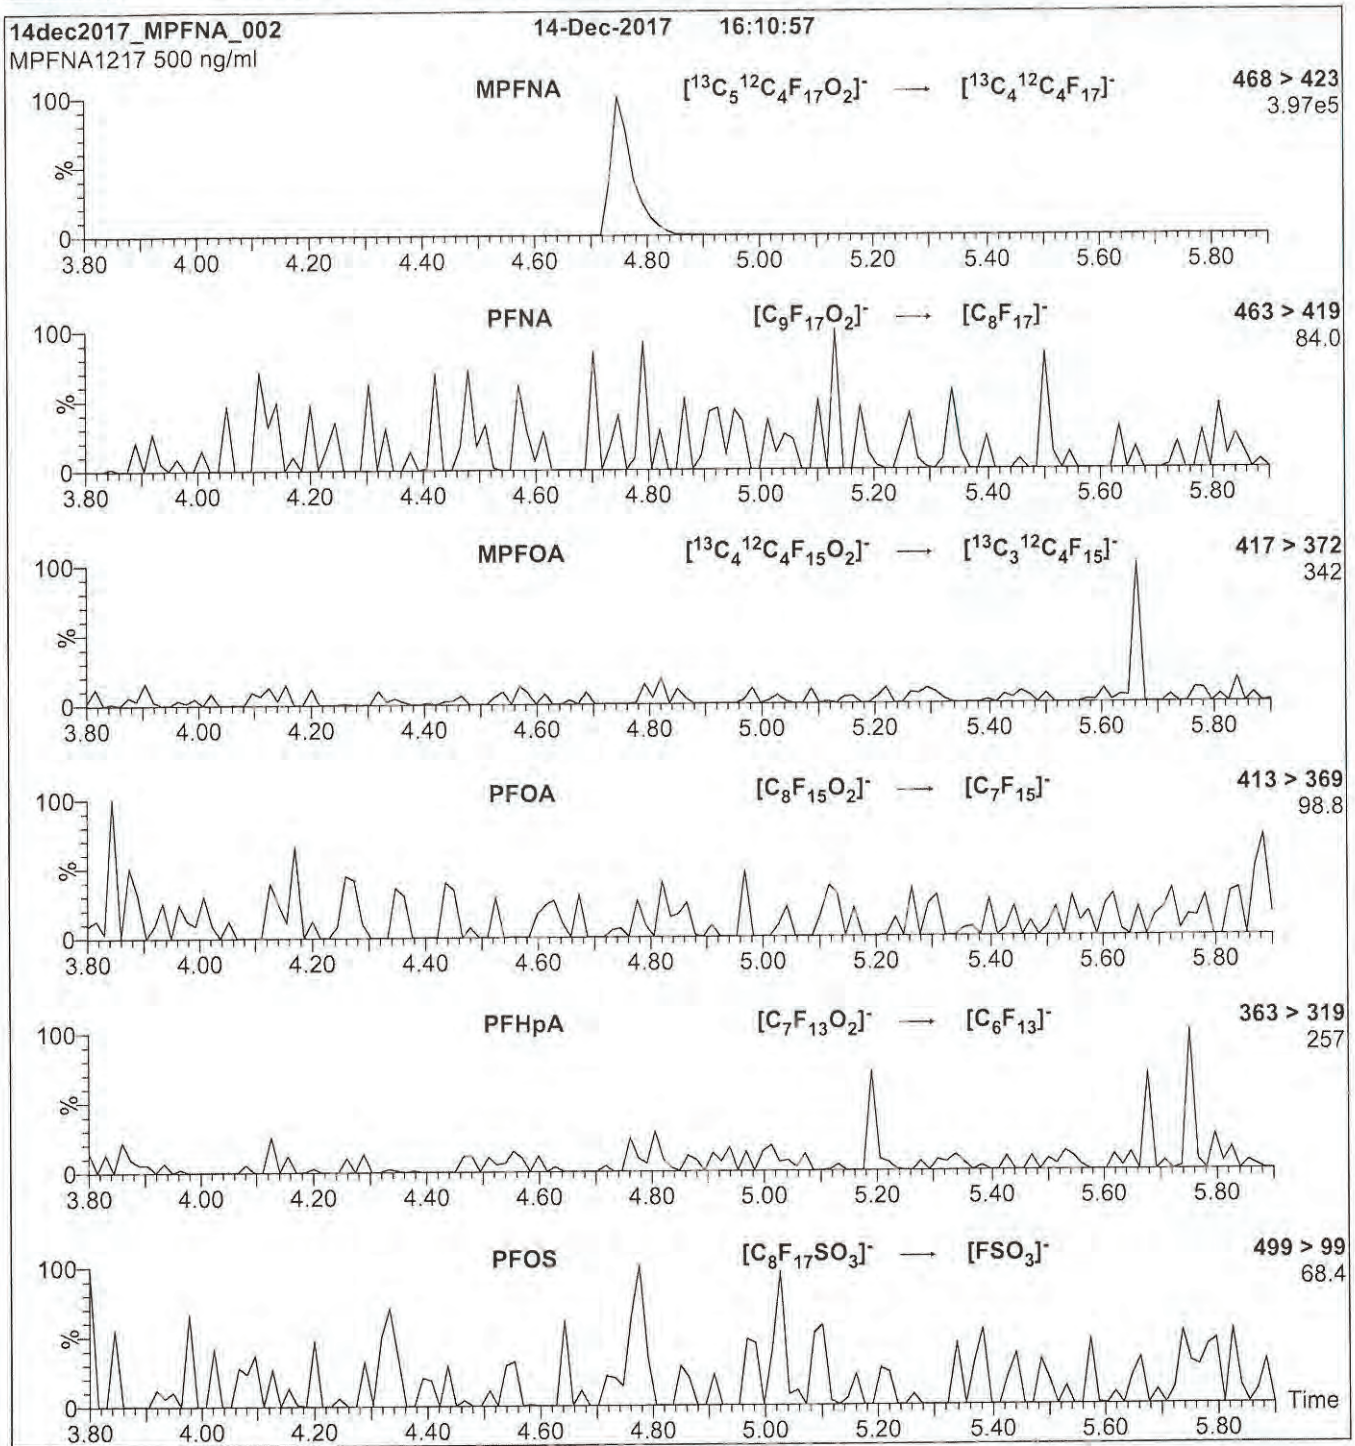 14dec2017_MPFNA_002 14-Dec-2017 16:10:57
MPFNA1217 500 ng/ml
MPFNA [¹³C₅¹²C₄F₁₇O₂]⁻ → [¹³C₄¹²C₄F₁₇]⁻ 468 > 423
3.97e5
100
%
0
3.80 4.00 4.20 4.40 4.60 4.80 5.00 5.20 5.40 5.60 5.80
PFNA [C₉F₁₇O₂]⁻ → [C₈F₁₇]⁻ 463 > 419
84.0
100
%
0
3.80 4.00 4.20 4.40 4.60 4.80 5.00 5.20 5.40 5.60 5.80
MPFOA [¹³C₄¹²C₄F₁₅O₂]⁻ → [¹³C₃¹²C₄F₁₅]⁻ 417 > 372
342
100
%
0
3.80 4.00 4.20 4.40 4.60 4.80 5.00 5.20 5.40 5.60 5.80
PFOA [C₈F₁₅O₂]⁻ → [C₇F₁₅]⁻ 413 > 369
98.8
100
%
0
3.80 4.00 4.20 4.40 4.60 4.80 5.00 5.20 5.40 5.60 5.80
PFHpA [C₇F₁₃O₂]⁻ → [C₆F₁₃]⁻ 363 > 319
257
100
%
0
3.80 4.00 4.20 4.40 4.60 4.80 5.00 5.20 5.40 5.60 5.80
PFOS [C₈F₁₇SO₃]⁻ → [FSO₃]⁻ 499 > 99
68.4
100
%
0
Time
3.80 4.00 4.20 4.40 4.60 4.80 5.00 5.20 5.40 5.60 5.80